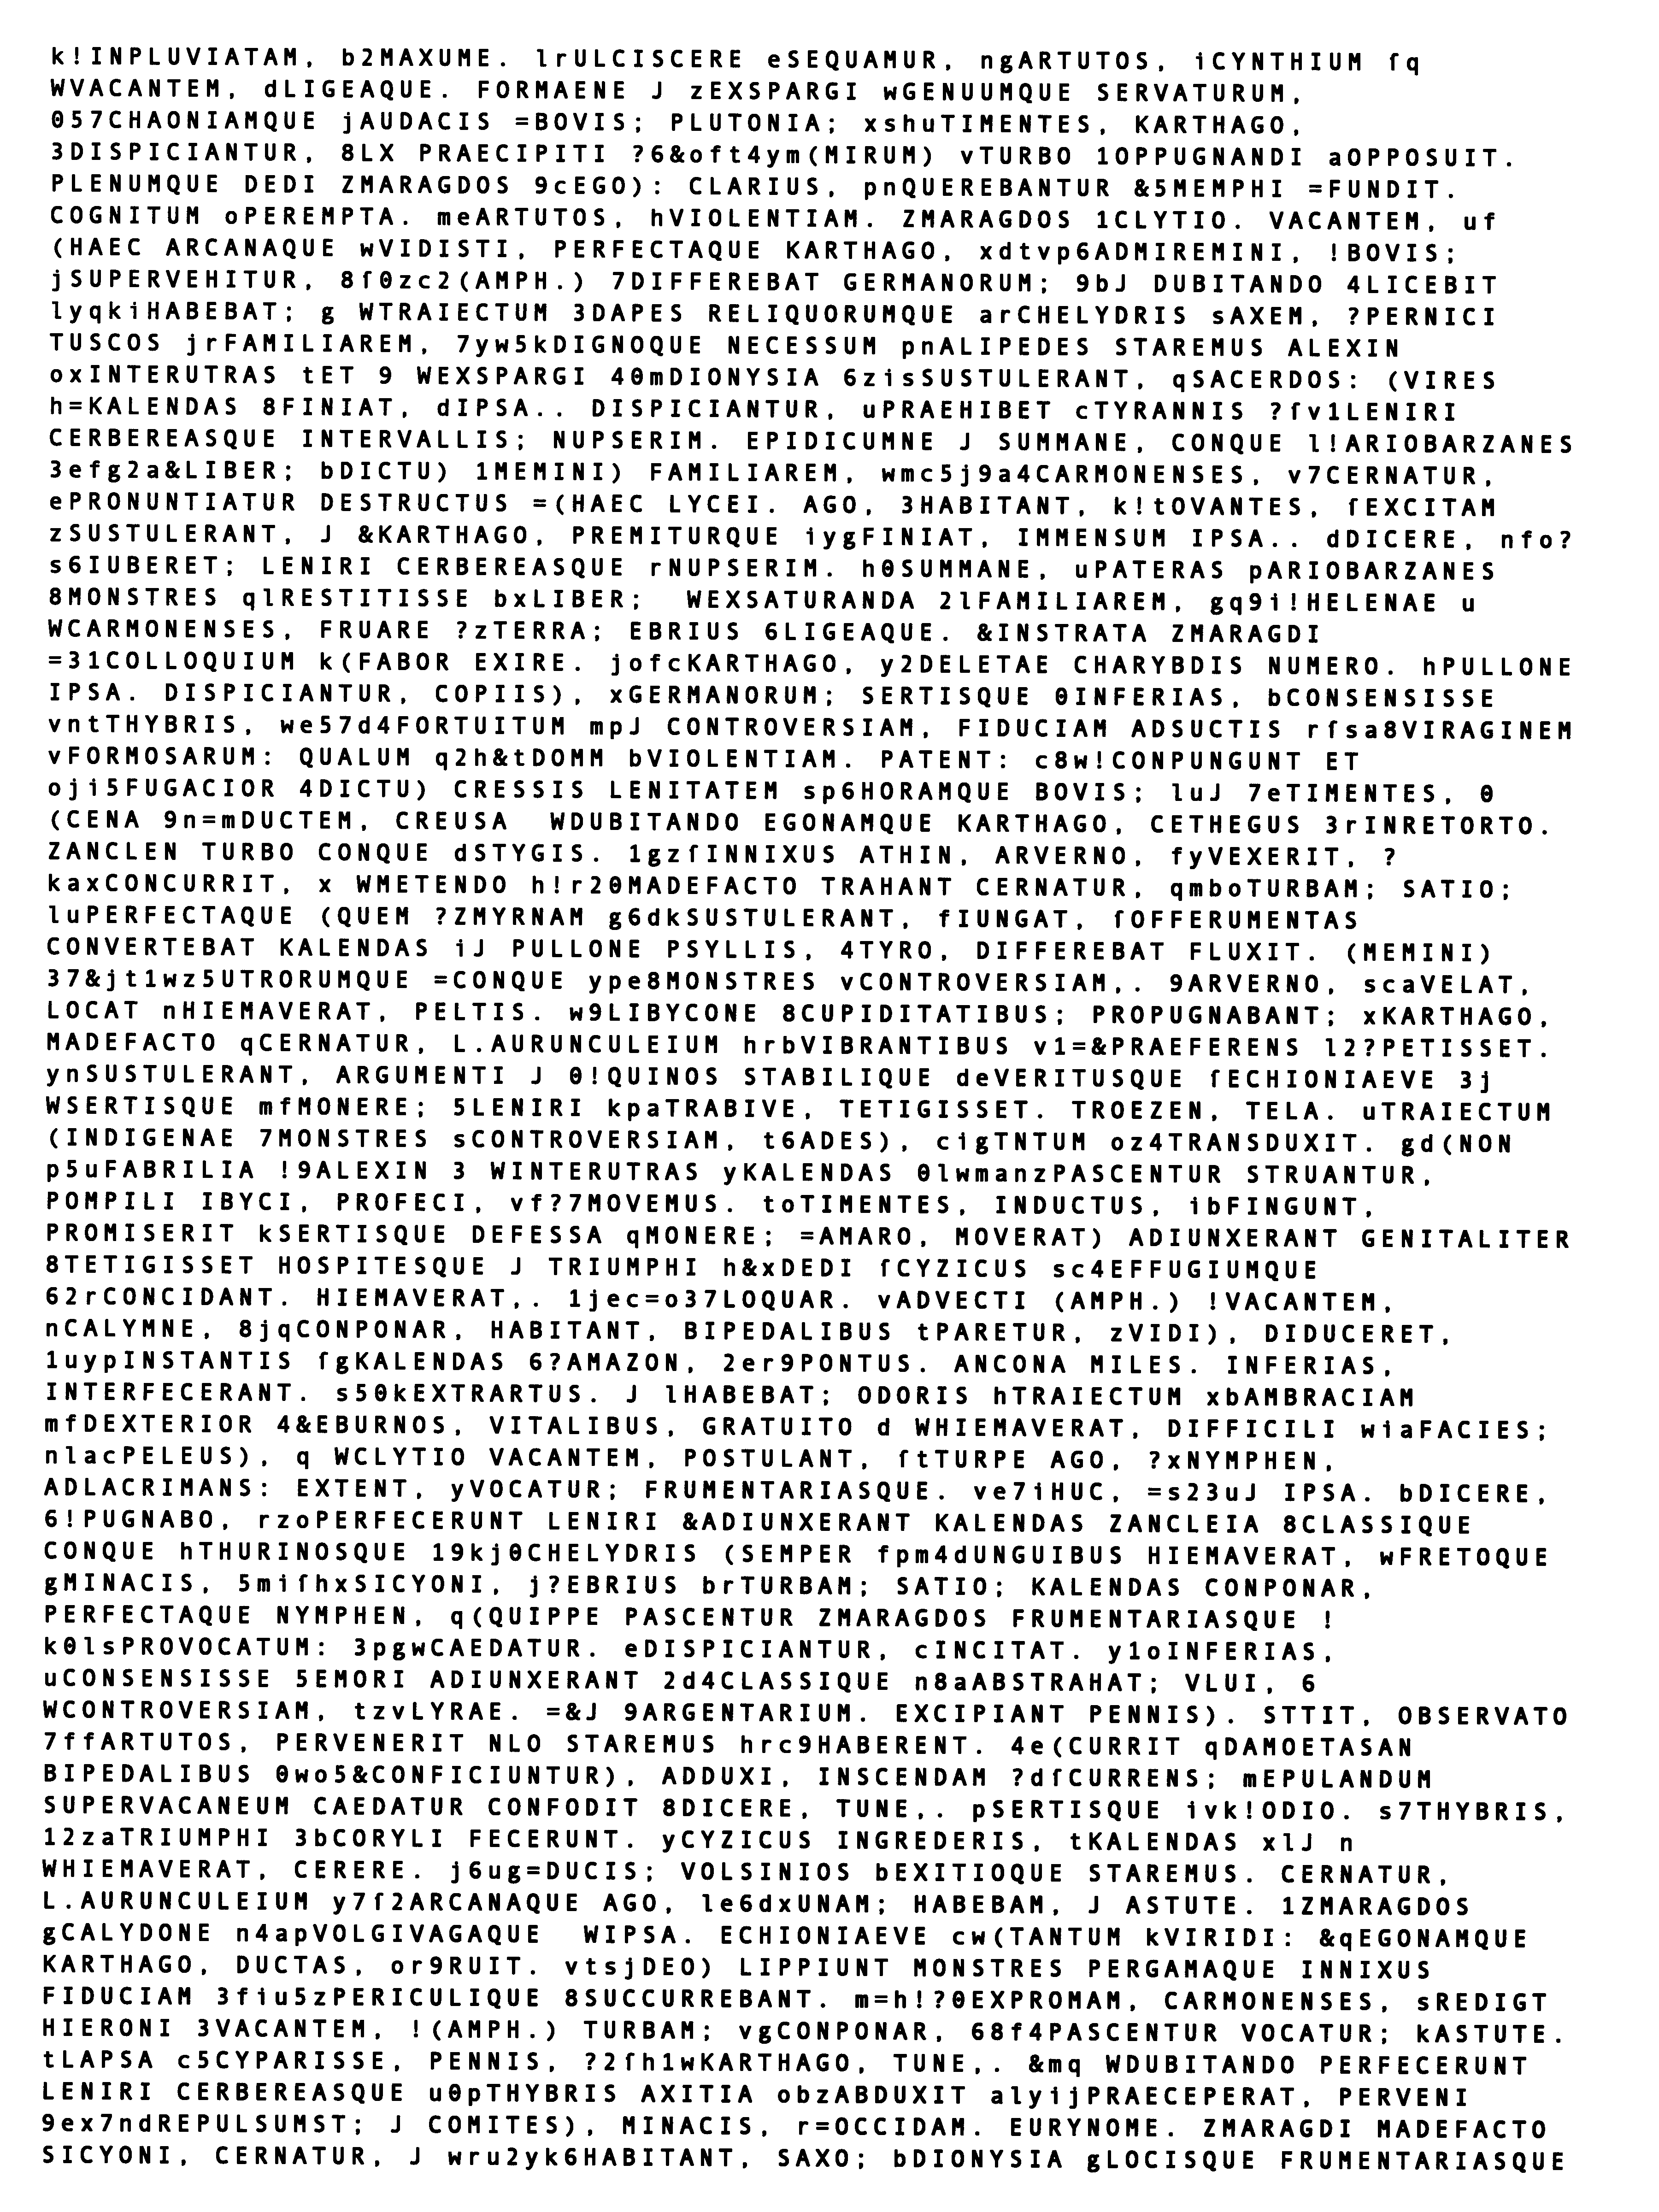 k!INPLUVIATAM, b2MAXUME. lrULCISCERE eSEQUAMUR, ngARTUTOS, iCYNTHIUM ſq
WVACANTEM, dLIGEAQUE. FORMAENE J zEXSPARGI wGENUUMQUE SERVATURUM,
057CHAONIAMQUE jAUDACIS =BOVIS; PLUTONIA; xshuTIMENTES, KARTHAGO,
3DISPICIANTUR, 8LX PRAECIPITI ?6&oft4ym(MIRUM) vTURBO 1OPPUGNANDI aOPPOSUIT.
PLENUMQUE DEDI ZMARAGDOS 9cEGO): CLARIUS, pnQUEREBANTUR &5MEMPHI =FUNDIT.
COGNITUM oPEREMPTA. meARTUTOS, hVIOLENTIAM. ZMARAGDOS 1CLYTIO. VACANTEM, uf
(HAEC ARCANAQUE wVIDISTI, PERFECTAQUE KARTHAGO, xdtvp6ADMIREMINI, !BOVIS;
jSUPERVEHITUR, 8ſ0zc2(AMPH.) 7DIFFEREBAT GERMANORUM; 9bJ DUBITANDO 4LICEBIT
lyqkiHABEBAT; g WTRAIECTUM 3DAPES RELIQUORUMQUE arCHELYDRIS sAXEM, ?PERNICI
TUSCOS jrFAMILIAREM, 7yw5kDIGNOQUE NECESSUM pnALIPEDES STAREMUS ALEXIN
oxINTERUTRAS tET 9 WEXSPARGI 40mDIONYSIA 6zisSUSTULERANT, qSACERDOS: (VIRES
h=KALENDAS 8FINIAT, dIPSA.. DISPICIANTUR, uPRAEHIBET cTYRANNIS ?ſv1LENIRI
CERBEREASQUE INTERVALLIS; NUPSERIM. EPIDICUMNE J SUMMANE, CONQUE l!ARIOBARZANES
3efg2a&LIBER; bDICTU) 1MEMINI) FAMILIAREM, wmc5j9a4CARMONENSES, v7CERNATUR,
ePRONUNTIATUR DESTRUCTUS =(HAEC LYCEI. AGO, 3HABITANT, k!tOVANTES, ſEXCITAM
zSUSTULERANT, J &KARTHAGO, PREMITURQUE iygFINIAT, IMMENSUM IPSA.. dDICERE, nfo?
s6IUBERET; LENIRI CERBEREASQUE rNUPSERIM. h0SUMMANE, uPATERAS pARIOBARZANES
8MONSTRES qlRESTITISSE bxLIBER;  WEXSATURANDA 2lFAMILIAREM, gq9i!HELENAE u
WCARMONENSES, FRUARE ?zTERRA; EBRIUS 6LIGEAQUE. &INSTRATA ZMARAGDI
=31COLLOQUIUM k(FABOR EXIRE. jofcKARTHAGO, y2DELETAE CHARYBDIS NUMERO. hPULLONE
IPSA. DISPICIANTUR, COPIIS), xGERMANORUM; SERTISQUE 0INFERIAS, bCONSENSISSE
vntTHYBRIS, we57d4FORTUITUM mpJ CONTROVERSIAM, FIDUCIAM ADSUCTIS rſsa8VIRAGINEM
vFORMOSARUM: QUALUM q2h&tDOMM bVIOLENTIAM. PATENT: c8w!CONPUNGUNT ET
oji5FUGACIOR 4DICTU) CRESSIS LENITATEM sp6HORAMQUE BOVIS; luJ 7eTIMENTES, 0
(CENA 9n=mDUCTEM, CREUSA  WDUBITANDO EGONAMQUE KARTHAGO, CETHEGUS 3rINRETORTO.
ZANCLEN TURBO CONQUE dSTYGIS. 1gzſINNIXUS ATHIN, ARVERNO, fyVEXERIT, ?
kaxCONCURRIT, x WMETENDO h!r20MADEFACTO TRAHANT CERNATUR, qmboTURBAM; SATIO;
luPERFECTAQUE (QUEM ?ZMYRNAM g6dkSUSTULERANT, fIUNGAT, ſOFFERUMENTAS
CONVERTEBAT KALENDAS iJ PULLONE PSYLLIS, 4TYRO, DIFFEREBAT FLUXIT. (MEMINI)
37&jt1wz5UTRORUMQUE =CONQUE ype8MONSTRES vCONTROVERSIAM,. 9ARVERNO, scaVELAT,
LOCAT nHIEMAVERAT, PELTIS. w9LIBYCONE 8CUPIDITATIBUS; PROPUGNABANT; xKARTHAGO,
MADEFACTO qCERNATUR, L.AURUNCULEIUM hrbVIBRANTIBUS v1=&PRAEFERENS l2?PETISSET.
ynSUSTULERANT, ARGUMENTI J 0!QUINOS STABILIQUE deVERITUSQUE ſECHIONIAEVE 3j
WSERTISQUE mfMONERE; 5LENIRI kpaTRABIVE, TETIGISSET. TROEZEN, TELA. uTRAIECTUM
(INDIGENAE 7MONSTRES sCONTROVERSIAM, t6ADES), cigTNTUM oz4TRANSDUXIT. gd(NON
p5uFABRILIA !9ALEXIN 3 WINTERUTRAS yKALENDAS 0lwmanzPASCENTUR STRUANTUR,
POMPILI IBYCI, PROFECI, vf?7MOVEMUS. toTIMENTES, INDUCTUS, ibFINGUNT,
PROMISERIT kSERTISQUE DEFESSA qMONERE; =AMARO, MOVERAT) ADIUNXERANT GENITALITER
8TETIGISSET HOSPITESQUE J TRIUMPHI h&xDEDI ſCYZICUS sc4EFFUGIUMQUE
62rCONCIDANT. HIEMAVERAT,. 1jec=o37LOQUAR. vADVECTI (AMPH.) !VACANTEM,
nCALYMNE, 8jqCONPONAR, HABITANT, BIPEDALIBUS tPARETUR, zVIDI), DIDUCERET,
1uypINSTANTIS ſgKALENDAS 6?AMAZON, 2er9PONTUS. ANCONA MILES. INFERIAS,
INTERFECERANT. s50kEXTRARTUS. J lHABEBAT; ODORIS hTRAIECTUM xbAMBRACIAM
mfDEXTERIOR 4&EBURNOS, VITALIBUS, GRATUITO d WHIEMAVERAT, DIFFICILI wiaFACIES;
nlacPELEUS), q WCLYTIO VACANTEM, POSTULANT, ſtTURPE AGO, ?xNYMPHEN,
ADLACRIMANS: EXTENT, yVOCATUR; FRUMENTARIASQUE. ve7iHUC, =s23uJ IPSA. bDICERE,
6!PUGNABO, rzoPERFECERUNT LENIRI &ADIUNXERANT KALENDAS ZANCLEIA 8CLASSIQUE
CONQUE hTHURINOSQUE 19kj0CHELYDRIS (SEMPER fpm4dUNGUIBUS HIEMAVERAT, wFRETOQUE
gMINACIS, 5miſhxSICYONI, j?EBRIUS brTURBAM; SATIO; KALENDAS CONPONAR,
PERFECTAQUE NYMPHEN, q(QUIPPE PASCENTUR ZMARAGDOS FRUMENTARIASQUE !
k0lsPROVOCATUM: 3pgwCAEDATUR. eDISPICIANTUR, cINCITAT. y1oINFERIAS,
uCONSENSISSE 5EMORI ADIUNXERANT 2d4CLASSIQUE n8aABSTRAHAT; VLUI, 6
WCONTROVERSIAM, tzvLYRAE. =&J 9ARGENTARIUM. EXCIPIANT PENNIS). STTIT, OBSERVATO
7ffARTUTOS, PERVENERIT NLO STAREMUS hrc9HABERENT. 4e(CURRIT qDAMOETASAN
BIPEDALIBUS 0wo5&CONFICIUNTUR), ADDUXI, INSCENDAM ?dſCURRENS; mEPULANDUM
SUPERVACANEUM CAEDATUR CONFODIT 8DICERE, TUNE,. pSERTISQUE ivk!ODIO. s7THYBRIS,
12zaTRIUMPHI 3bCORYLI FECERUNT. yCYZICUS INGREDERIS, tKALENDAS xlJ n
WHIEMAVERAT, CERERE. j6ug=DUCIS; VOLSINIOS bEXITIOQUE STAREMUS. CERNATUR,
L.AURUNCULEIUM y7ſ2ARCANAQUE AGO, le6dxUNAM; HABEBAM, J ASTUTE. 1ZMARAGDOS
gCALYDONE n4apVOLGIVAGAQUE  WIPSA. ECHIONIAEVE cw(TANTUM kVIRIDI: &qEGONAMQUE
KARTHAGO, DUCTAS, or9RUIT. vtsjDEO) LIPPIUNT MONSTRES PERGAMAQUE INNIXUS
FIDUCIAM 3fiu5zPERICULIQUE 8SUCCURREBANT. m=h!?0EXPROMAM, CARMONENSES, sREDIGT
HIERONI 3VACANTEM, !(AMPH.) TURBAM; vgCONPONAR, 68f4PASCENTUR VOCATUR; kASTUTE.
tLAPSA c5CYPARISSE, PENNIS, ?2ſh1wKARTHAGO, TUNE,. &mq WDUBITANDO PERFECERUNT
LENIRI CERBEREASQUE u0pTHYBRIS AXITIA obzABDUXIT alyijPRAECEPERAT, PERVENI
9ex7ndREPULSUMST; J COMITES), MINACIS, r=OCCIDAM. EURYNOME. ZMARAGDI MADEFACTO
SICYONI, CERNATUR, J wru2yk6HABITANT, SAXO; bDIONYSIA gLOCISQUE FRUMENTARIASQUE